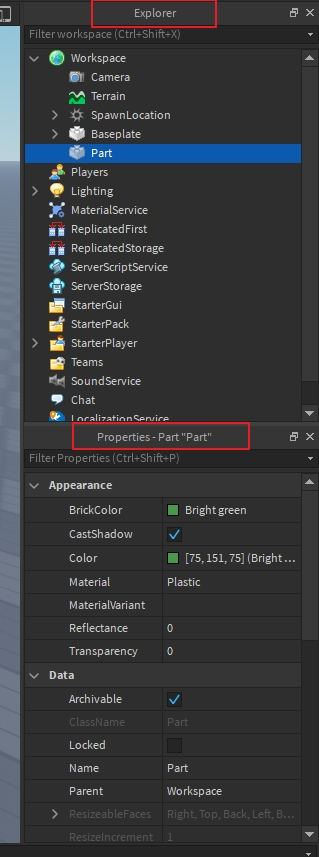 Explorer
Filter workspace (Ctrl+Shift+X)
Workspace
Camera
Terrain
SpawnLocation
Baseplate
Part
Players
Lighting
MaterialService
ReplicatedFirst
ReplicatedStorage
ServerScriptService
ServerStorage
StarterGui
StarterPack
StarterPlayer
Teams
SoundService
Chat
LocalizationService
Properties - Part "Part"
Filter Properties (Ctrl+Shift+P)
Appearance
BrickColor Bright green
CastShadow
Color [75, 151, 75] (Bright ...
Material Plastic
MaterialVariant
Reflectance 0
Transparency 0
Data
Archivable
ClassName Part
Locked
Name Part
Parent Workspace
ResizeableFaces Right, Top, Back, Left, B...
ResizeIncrement 1